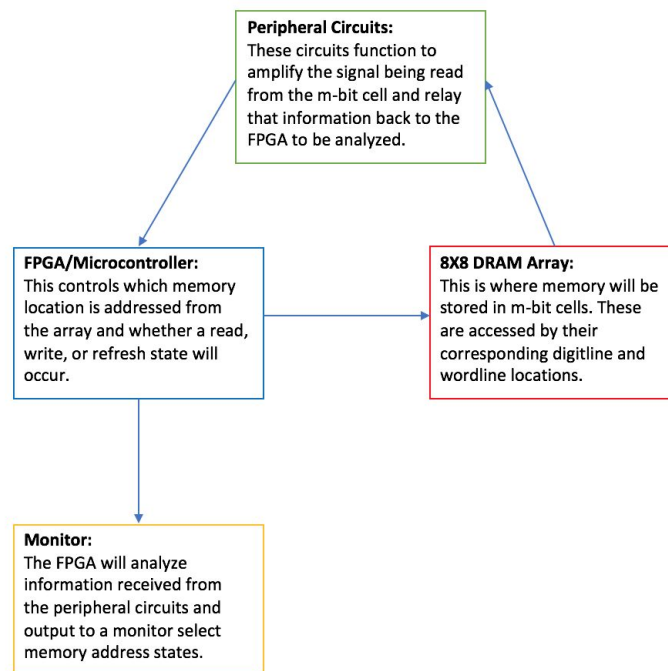 Peripheral Circuits:
These circuits function to
amplify the signal being read
from the m-bit cell and relay
that information back to the
FPGA to be analyzed.
FPGA/Microcontroller:
This controls which memory
location is addressed from
the array and whether a read,
write, or refresh state will
occur.
8X8 DRAM Array:
This is where memory will be
stored in m-bit cells. These
are accessed by their
corresponding digitline and
wordline locations.
Monitor:
The FPGA will analyze
information received from
the peripheral circuits and
output to a monitor select
memory address states.